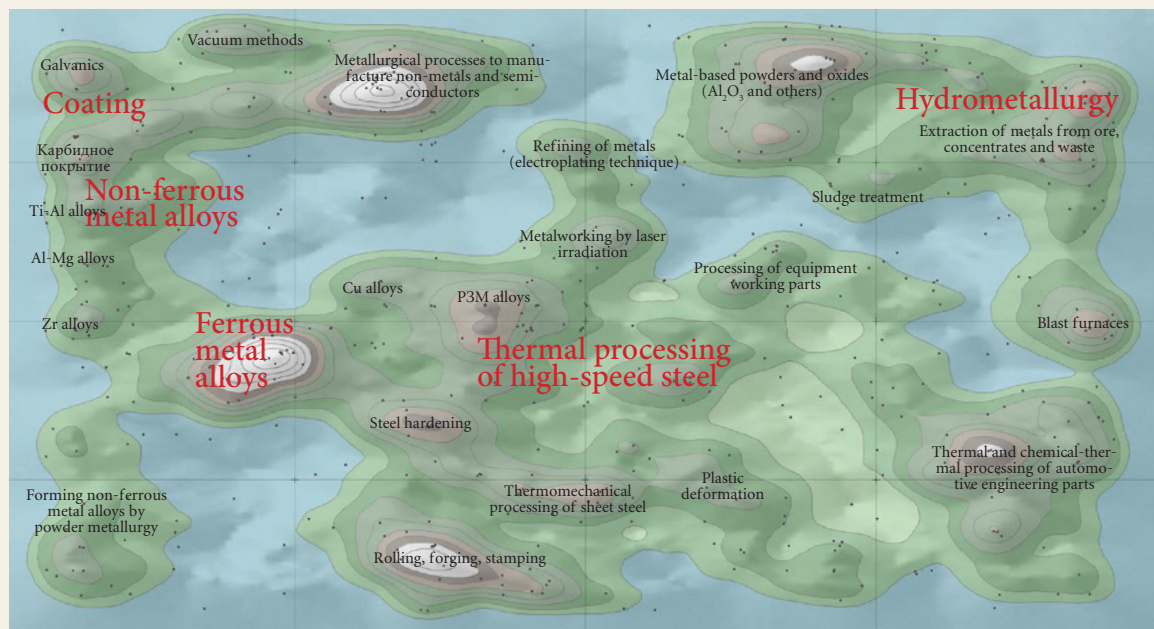 Vacuum methods
Galvanics
Coating
Metallurgical processes to manu-
facture non-metals and semi-
conductors
Metal-based powders and oxides
(Al₂O₃ and others)
Hydrometallurgy
Extraction of metals from ore,
concentrates and waste
Карбидное
покрытие
Refining of metals
(electroplating technique)
Non-ferrous
metal alloys
Ti-Al alloys
Sludge treatment
Metalworking by laser
irradiation
Al-Mg alloys
Processing of equipment
working parts
Cu alloys
РЗМ alloys
Zr alloys
Blast furnaces
Ferrous
metal
alloys
Thermal processing
of high-speed steel
Steel hardening
Thermal and chemical-ther-
mal processing of automo-
tive engineering parts
Plastic
deformation
Thermomechanical
processing of sheet steel
Forming non-ferrous
metal alloys by
powder metallurgy
Rolling, forging, stamping